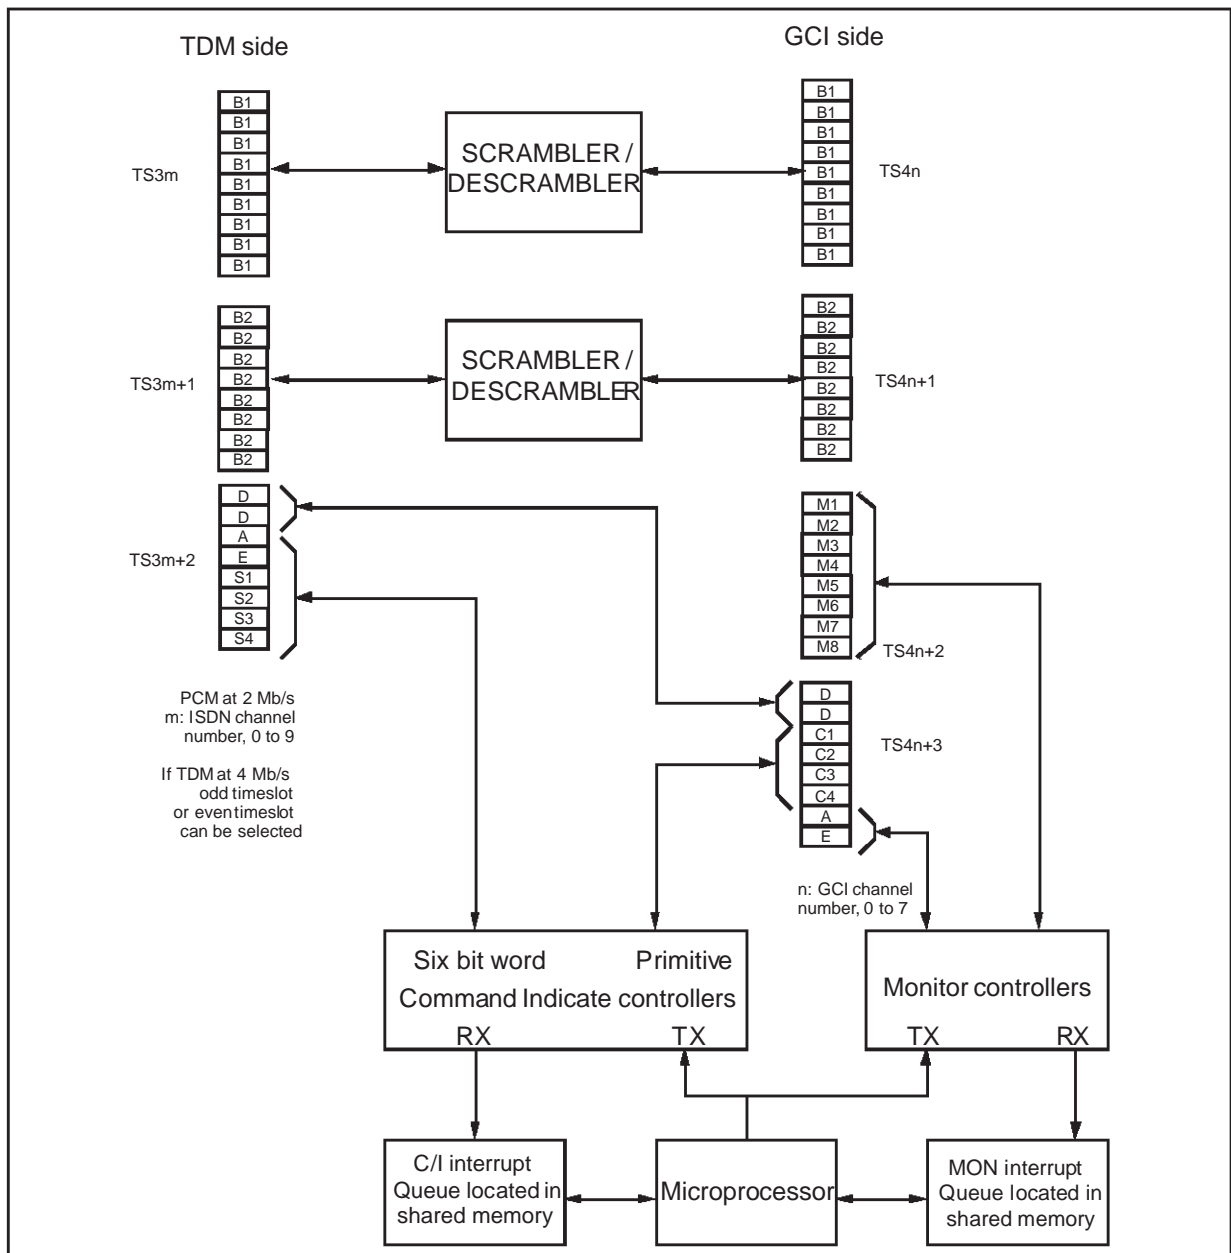 TDM side
GCI side
B1
B1
B1
B1
B1
B1
B1
B1
B1
TS3m
SCRAMBLER /
DESCRAMBLER
B1
B1
B1
B1
B1
B1
B1
B1
B1
TS4n
B2
B2
B2
B2
B2
B2
B2
B2
TS3m+1
SCRAMBLER /
DESCRAMBLER
B2
B2
B2
B2
B2
B2
B2
B2
TS4n+1
D
D
A
E
S1
S2
S3
S4
TS3m+2
M1
M2
M3
M4
M5
M6
M7
M8
TS4n+2
D
D
C1
C2
C3
C4
A
E
TS4n+3
PCM at 2 Mb/s
m: ISDN channel
number, 0 to 9
If TDM at 4 Mb/s
odd timeslot
or even timeslot
can be selected
n: GCI channel
number, 0 to 7
Six bit word Primitive
Command Indicate controllers
RX TX
Monitor controllers
TX RX
C/I interrupt
Queue located in
shared memory
Microprocessor
MON interrupt
Queue located in
shared memory